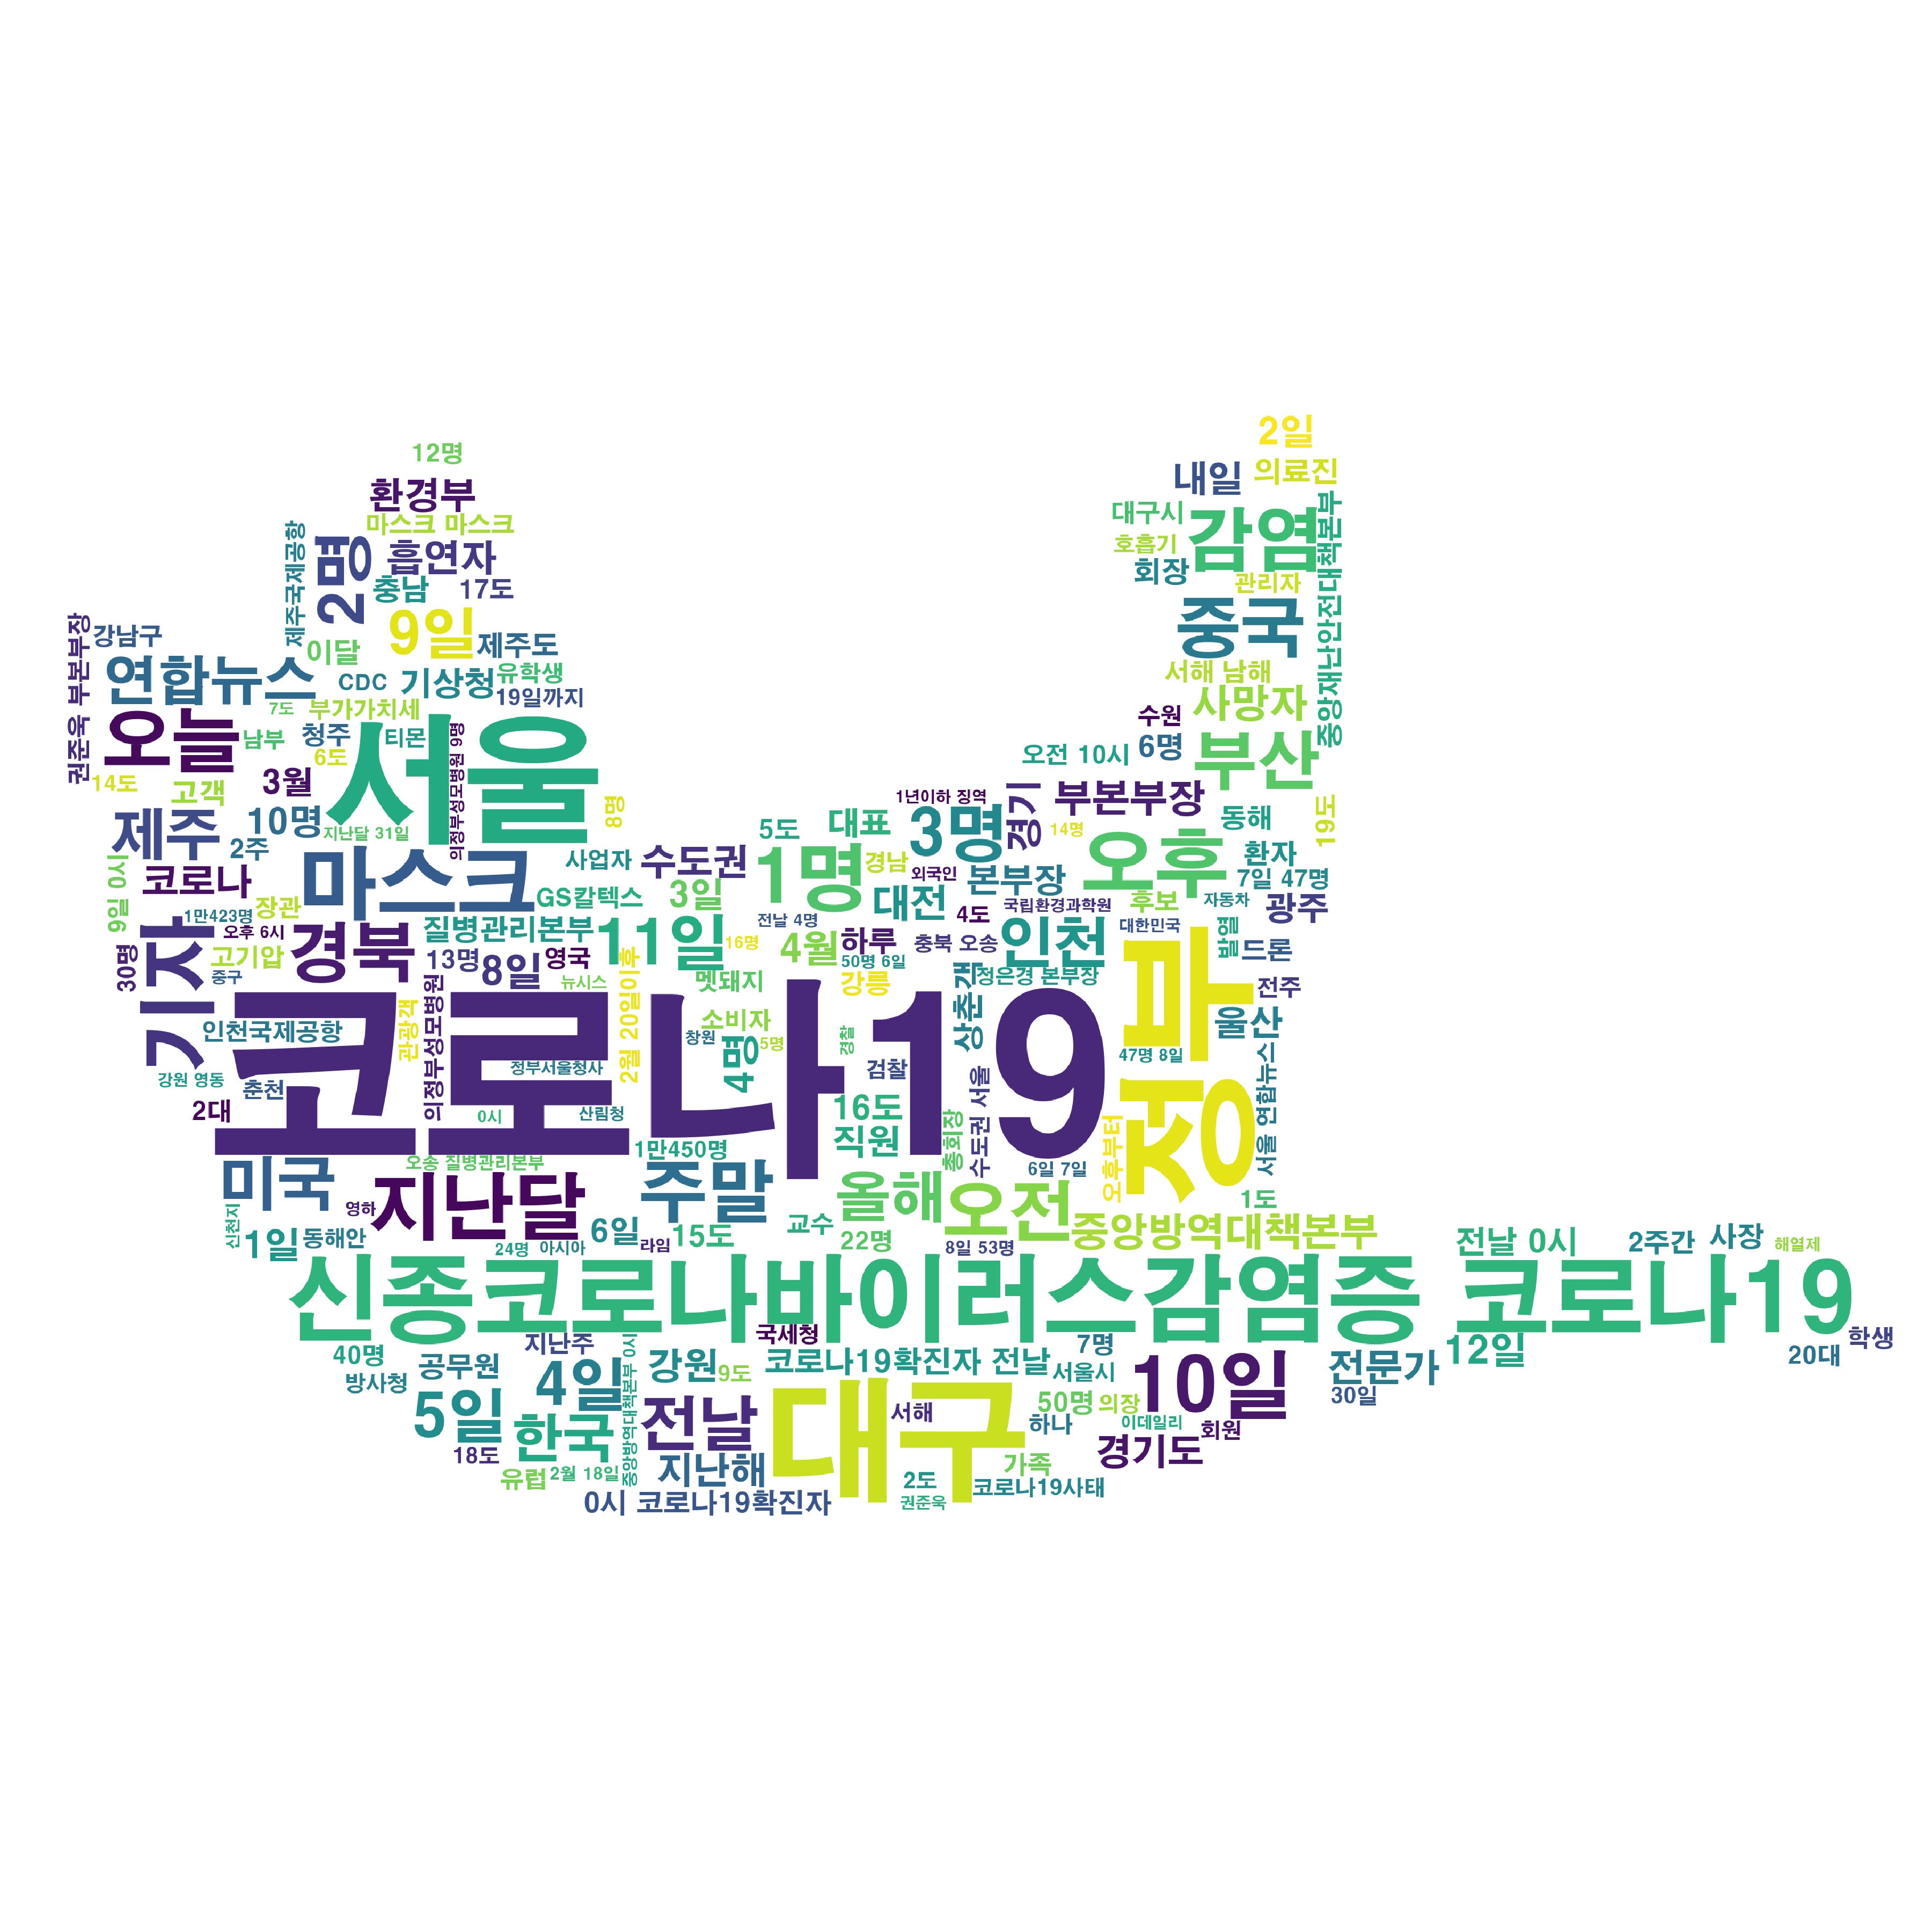 12명
환경부
마스크 마스크
흡연자
2명
제주국제공항
충남
17도
9일
제주도
이달
강남구
권준욱 부본부장
연합뉴스
CDC
기상청
유학생
19일까지
7도
부가가치세
오늘
남부
청주
티몬
6도
서울
의정부성모병원 9명
14도
고객
3월
8명
제주
10명
지난달 31일
2주
마스크
코로나
9일 0시
1만423명
장관
오후 6시
기자
경북
고기압
중구
30명
2일
내일
의료진
대구시
감염
호흡기
회장
관리자
중국
중앙재난안전대책본부
서해 남해
사망자
수원
6명
부산
오전 10시
1년이하 징역
경기
부본부장
동해
19도
5도
대표
3명
14명
오후
환자
7일 47명
사업자
수도권
1명
경남
외국인
본부장
GS칼텍스
3일
대전
4도
국립환경과학원
후보
자동차
광주
질병관리본부
11일
전날 4명
16명
4월
하루
충북 오송
인천
대한민국
발열
드론
13명
8일
영국
50명 6일
뉴시스
멧돼지
강릉
상춘객
정은경 본부장
전주
코로나19
정부
울산
인천국제공항
관광객
의정부성모병원
2월 20일이후
소비자
창원
5명
4명
경찰
검찰
47명 8일
서울 연합뉴스
강원 영동
춘천
정부서울청사
2대
0시
산림청
16도
직원
총회장
수도권 서울
오후부터
미국
오송 질병관리본부
1만450명
6일 7일
지난달
영하
주말
올해
오전
1도
신천지
1일
동해안
6일
라임
15도
교수
22명
중앙방역대책본부
24명
아시아
8일 53명
전날 0시
2주간
사장
해열제
신종코로나바이러스감염증 코로나19
지난주
중앙방역대책본부 0시
국세청
7명
12일
학생
40명
공무원
방사청
4일
강원
9도
코로나19확진자 전날
서울시
10일
전문가
20대
30일
5일
한국
전날
대구
서해
50명
의장
하나
이데일리
회원
18도
유럽
2월 18일
지난해
2도
가족
경기도
0시 코로나19확진자
권준욱
코로나19사태